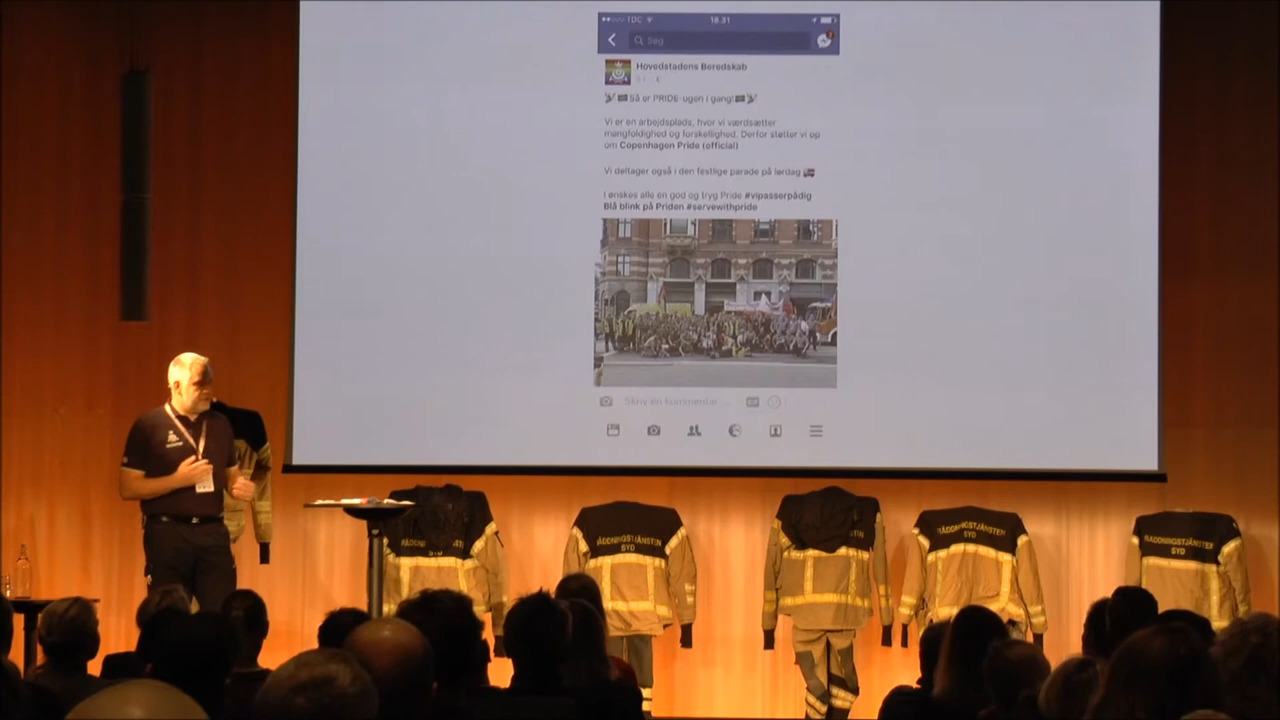 TDC
18.31
Søg
Hovedstadens Beredskab
Så er PRIDE-ugen i gang!
Vi er en arbejdsplads, hvor vi værdsætter
mangfoldighed og forskellighed. Derfor støtter vi op
om Copenhagen Pride (official)
Vi deltager også i den festlige parade på lørdag
I ønskes alle en god og tryg Pride #vipasserpådig
Blå blink på Priden #servewithpride
Skriv en kommentar ...
GIF
RÄDDNINGSTJÄNSTEN
SYD
RÄDDNINGSTJÄNSTEN
SYD
RÄDDNINGSTJÄNSTEN
SYD
RÄDDNINGSTJÄNSTEN
SYD